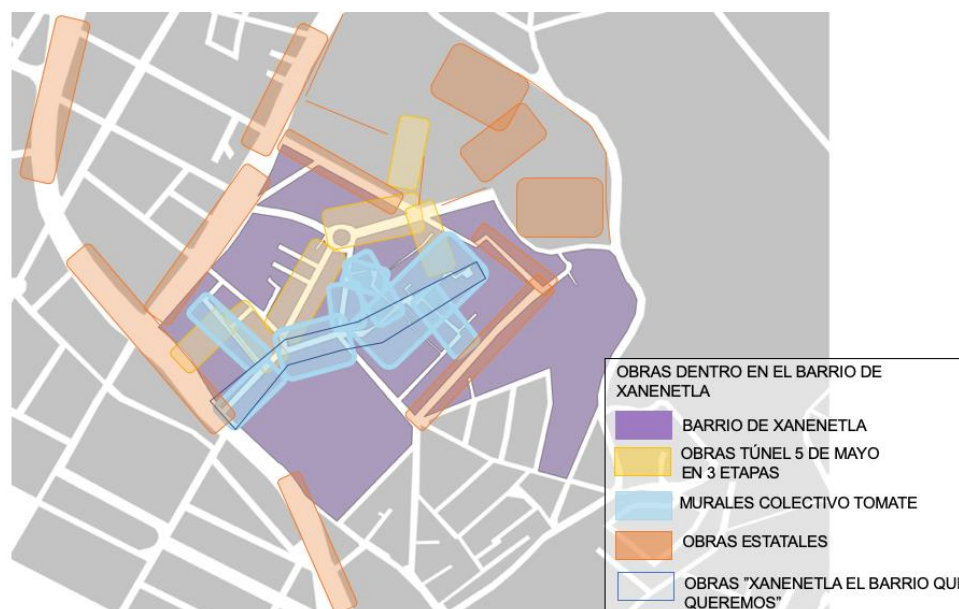 OBRAS DENTRO EN EL BARRIO DE
XANENETLA
BARRIO DE XANENETLA
OBRAS TÚNEL 5 DE MAYO
EN 3 ETAPAS
MURALES COLECTIVO TOMATE
OBRAS ESTATALES
OBRAS "XANENETLA EL BARRIO QUE
QUEREMOS"